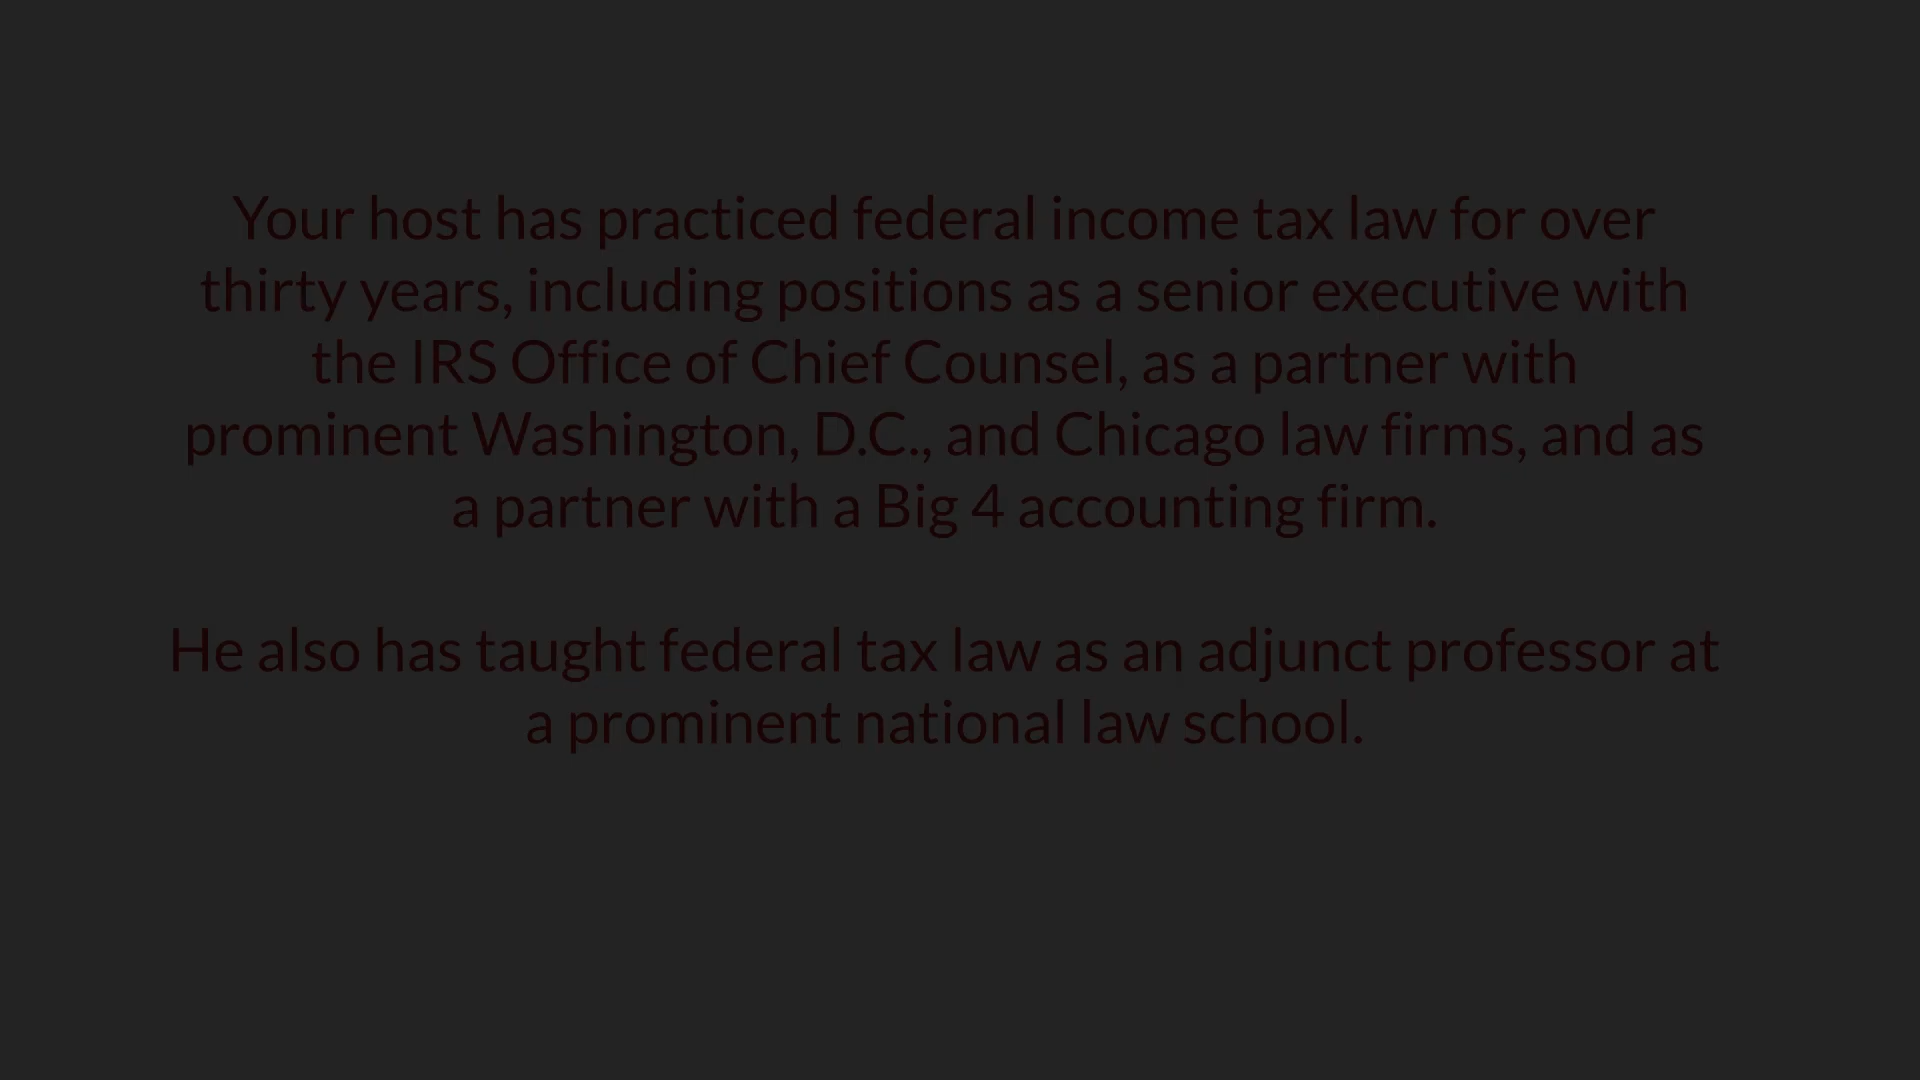 Your host has practiced federal income tax law for over
thirty years, including positions as a senior executive with
the IRS Office of Chief Counsel, as a partner with
prominent Washington, D.C., and Chicago law firms, and as
a partner with a Big 4 accounting firm.
He also has taught federal tax law as an adjunct professor at
a prominent national law school.